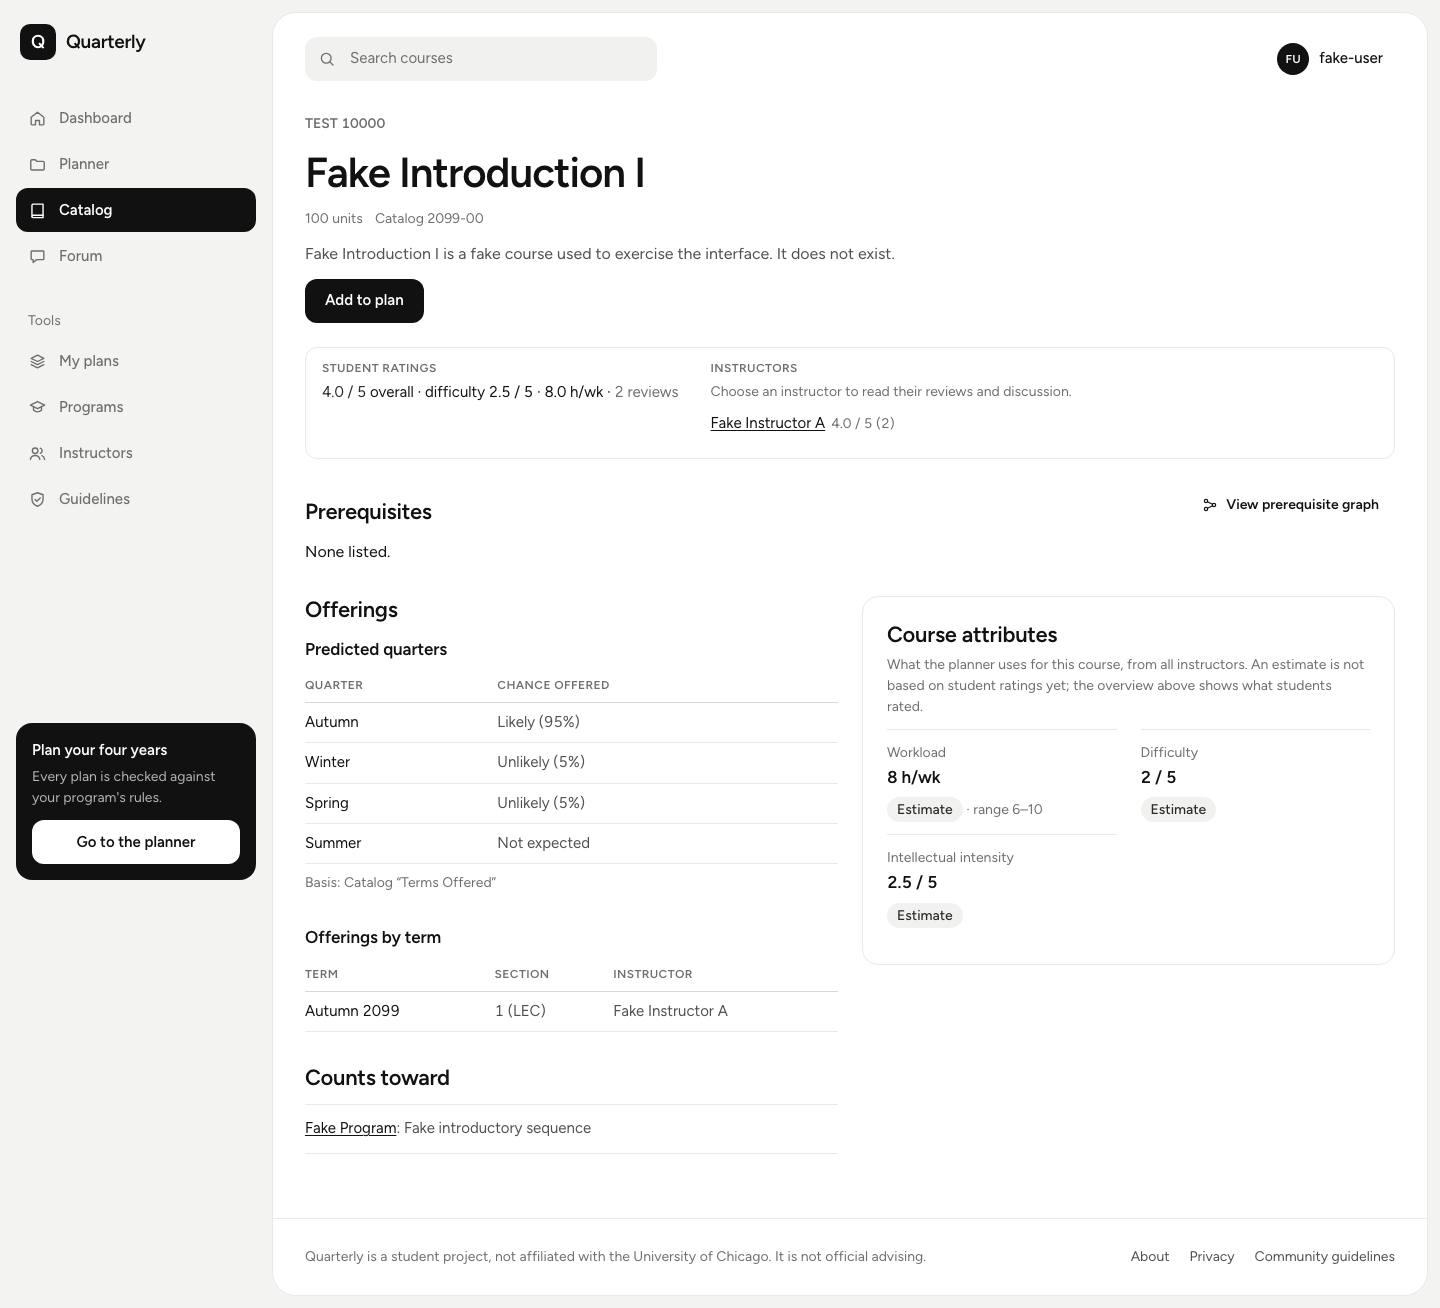 Q Quarterly
Dashboard
Planner
Catalog
Forum
Tools
My plans
Programs
Instructors
Guidelines
Plan your four years
Every plan is checked against
your program's rules.
Go to the planner
Search courses
FU fake-user
TEST 10000
Fake Introduction I
100 units Catalog 2099-00
Fake Introduction I is a fake course used to exercise the interface. It does not exist.
Add to plan
STUDENT RATINGS
4.0 / 5 overall · difficulty 2.5 / 5 · 8.0 h/wk · 2 reviews
INSTRUCTORS
Choose an instructor to read their reviews and discussion.
Fake Instructor A 4.0 / 5 (2)
Prerequisites
View prerequisite graph
None listed.
Offerings
Predicted quarters
QUARTER CHANCE OFFERED
Autumn Likely (95%)
Winter Unlikely (5%)
Spring Unlikely (5%)
Summer Not expected
Basis: Catalog “Terms Offered”
Offerings by term
TERM SECTION INSTRUCTOR
Autumn 2099 1 (LEC) Fake Instructor A
Counts toward
Fake Program: Fake introductory sequence
Course attributes
What the planner uses for this course, from all instructors. An estimate is not
based on student ratings yet; the overview above shows what students
rated.
Workload
8 h/wk
Estimate · range 6–10
Difficulty
2 / 5
Estimate
Intellectual intensity
2.5 / 5
Estimate
Quarterly is a student project, not affiliated with the University of Chicago. It is not official advising.
About Privacy Community guidelines